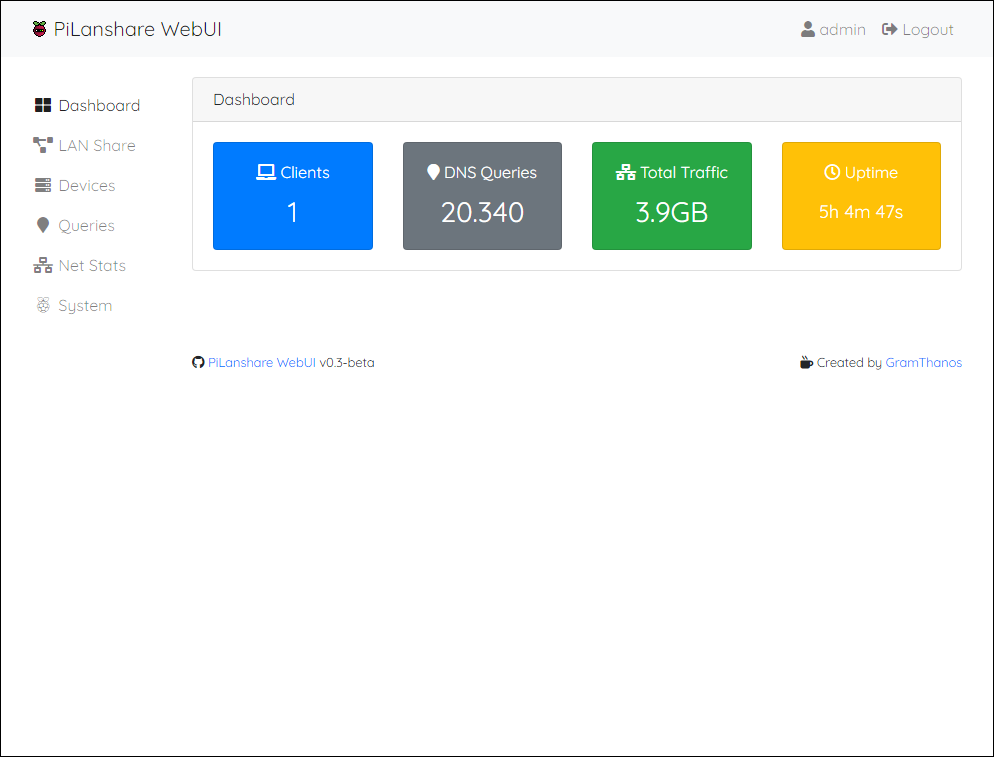 PiLanshare WebUI
admin
Logout
Dashboard
LAN Share
Devices
Queries
Net Stats
System
Dashboard
Clients
1
DNS Queries
20.340
Total Traffic
3.9GB
Uptime
5h 4m 47s
PiLanshare WebUI v0.3-beta
Created by GramThanos